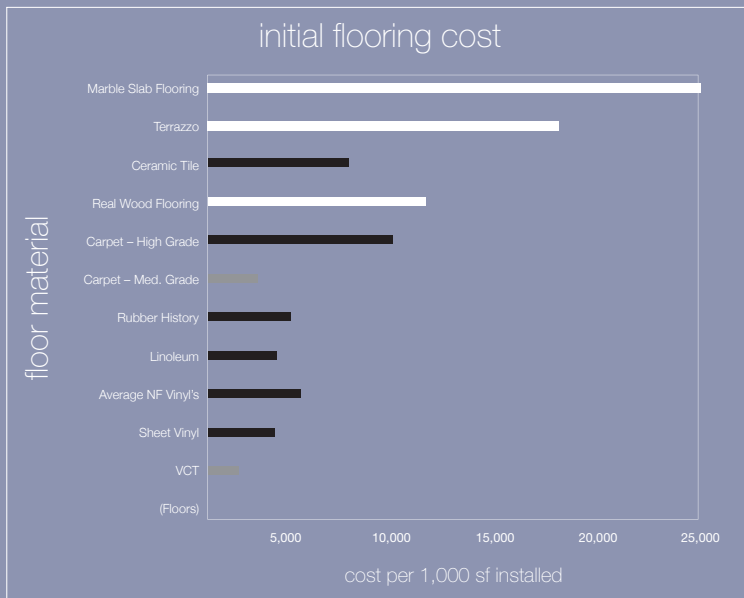 initial flooring cost
Marble Slab Flooring
Terrazzo
Ceramic Tile
Real Wood Flooring
Carpet – High Grade
Carpet – Med. Grade
Rubber History
Linoleum
Average NF Vinyl's
Sheet Vinyl
VCT
(Floors)
floor material
5,000 10,000 15,000 20,000 25,000
cost per 1,000 sf installed